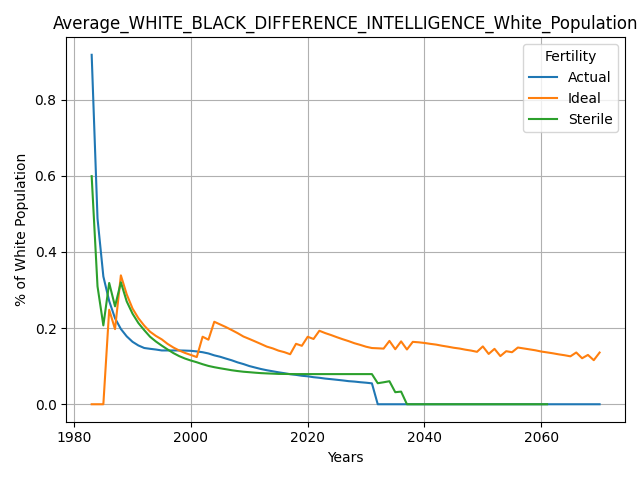 Average_WHITE_BLACK_DIFFERENCE_INTELLIGENCE_White_Population
% of White Population
0.8
0.6
0.4
0.2
0.0
Fertility
Actual
Ideal
Sterile
1980
2000
2020
2040
2060
Years